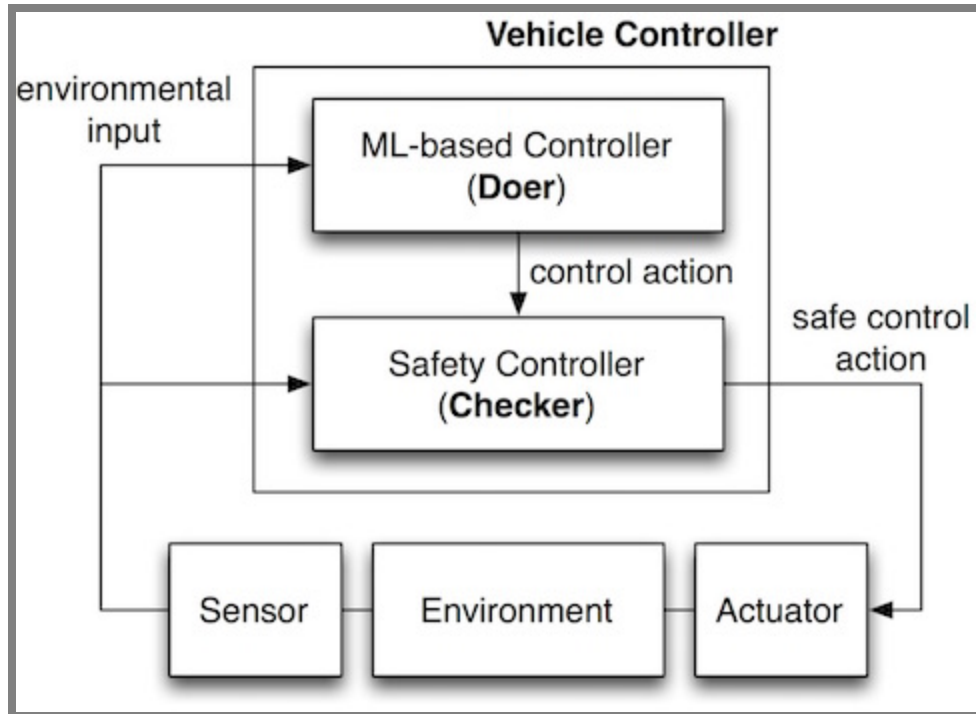 Vehicle Controller
environmental
input
ML-based Controller
(Doer)
control action
safe control
action
Safety Controller
(Checker)
Sensor
Environment
Actuator